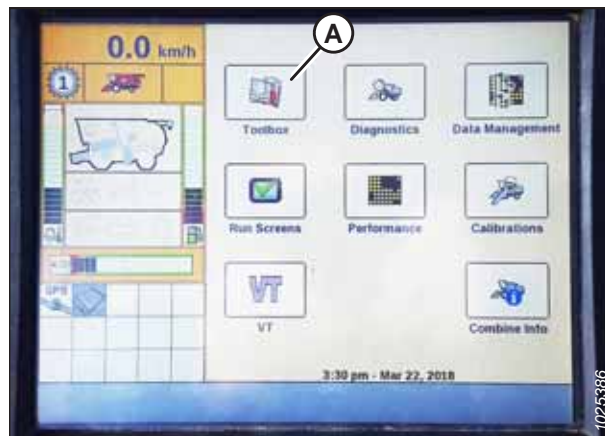 0.0 km/h
A
1
Toolbox
Diagnostics
Data Management
Run Screens
Performance
Calibrations
GPS
VT
VT
Combine Info
3:30 pm - Mar 22, 2018
1025386